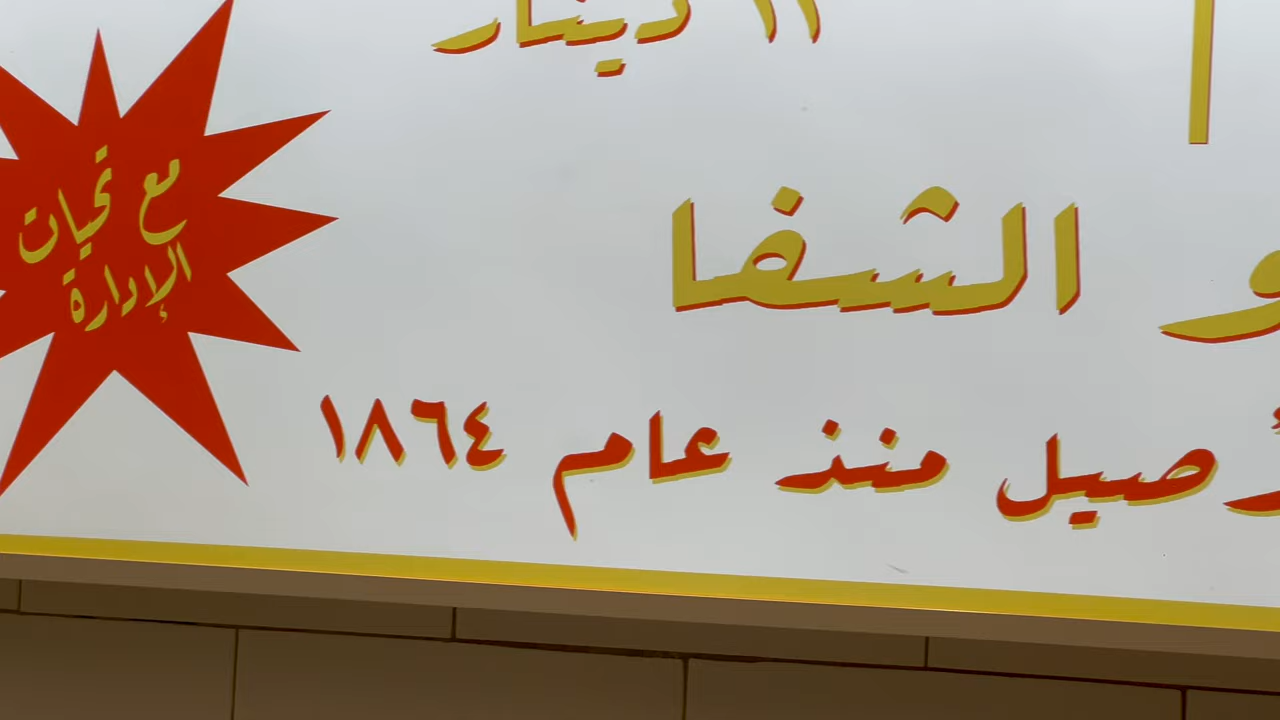 دينار
و الشفا
صيل منذ عام ١٨٦٤
مع تحيات
الإدارة